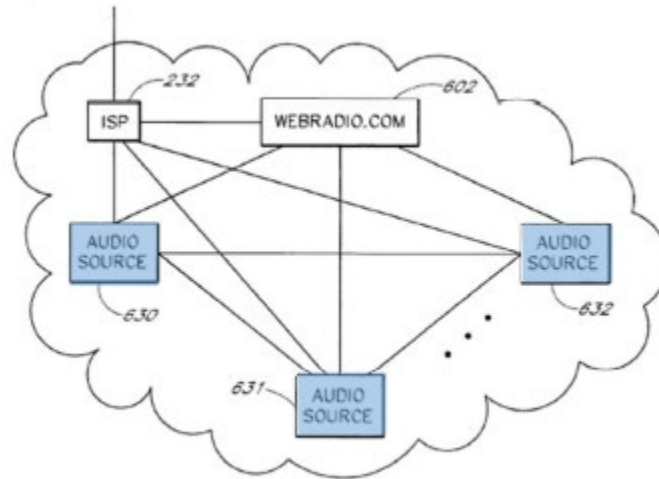 232
602
ISP
WEBRADIO.COM
AUDIO
SOURCE
630
AUDIO
SOURCE
632
631
AUDIO
SOURCE